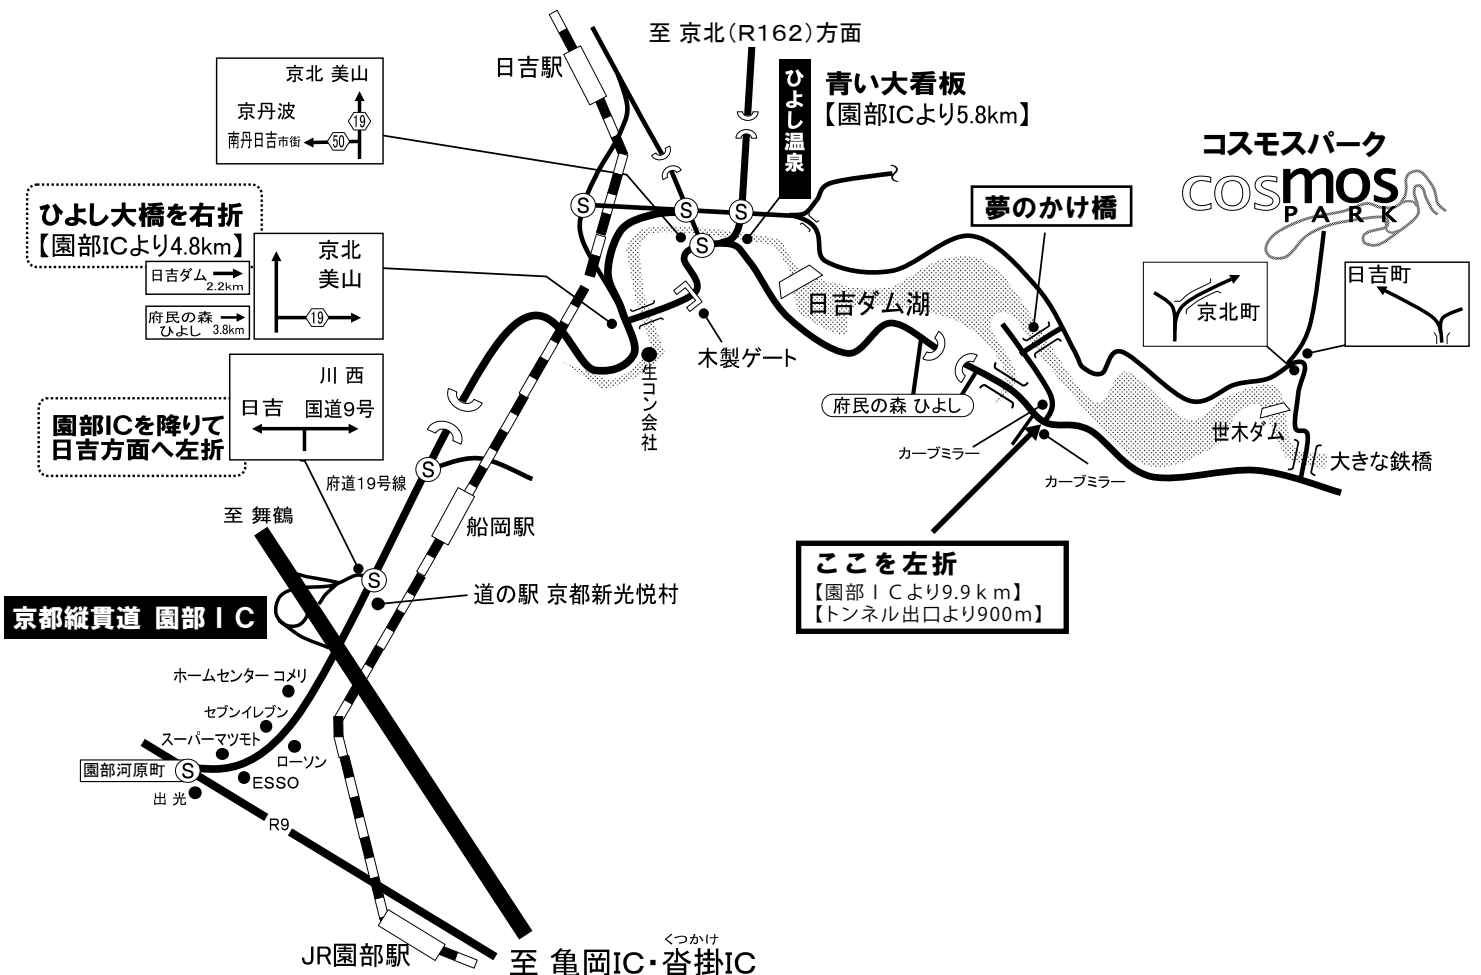 至 京北(R162)方面
日吉駅
京北 美山
京丹波
19
南丹日吉市街
50
ひよし温泉
青い大看板
【園部ICより5.8km】
コスモスパーク
COSMOS
PARK
ひよし大橋を右折
【園部ICより4.8km】
日吉ダム
2.2km
府民の森
ひよし 3.8km
京北
美山
19
S
S
S
S
夢のかけ橋
京北町
日吉町
日吉ダム湖
木製ゲート
生コン会社
府民の森 ひよし
カーブミラー
カーブミラー
世木ダム
大きな鉄橋
園部ICを降りて
日吉方面へ左折
川西
日吉 国道9号
府道19号線
S
船岡駅
至 舞鶴
ここを左折
【園部ICより9.9km】
【トンネル出口より900m】
S
道の駅 京都新光悦村
京都縦貫道 園部IC
ホームセンター コメリ
セブンイレブン
スーパーマツモト
ローソン
園部河原町
S
ESSO
出光
R9
JR園部駅
くつかけ
至 亀岡IC・沓掛IC